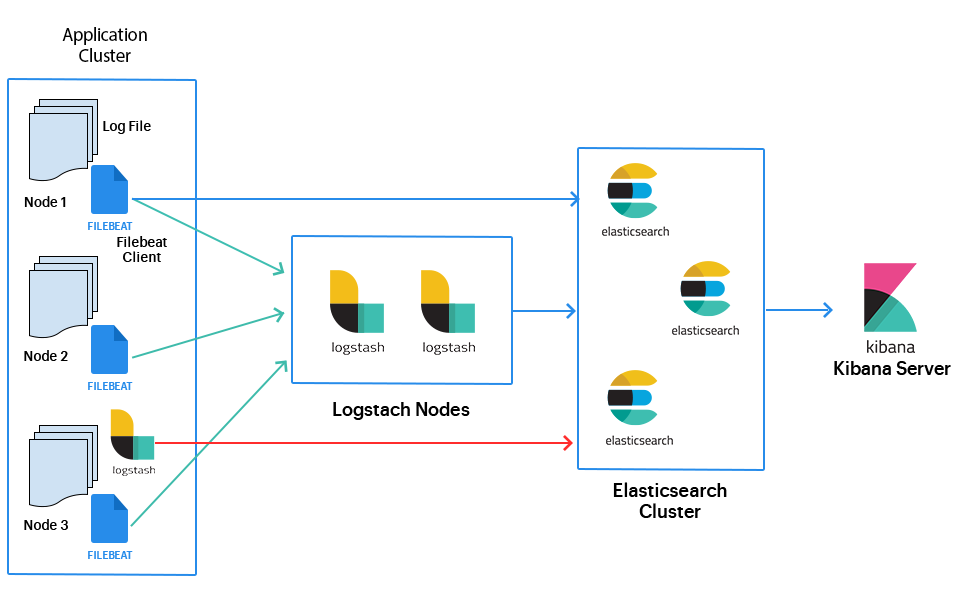 Application
Cluster
Log File
Node 1
FILEBEAT
Filebeat
Client
Node 2
FILEBEAT
logstash
Node 3
FILEBEAT
logstash
logstash
Logstach Nodes
elasticsearch
elasticsearch
elasticsearch
Elasticsearch
Cluster
kibana
Kibana Server